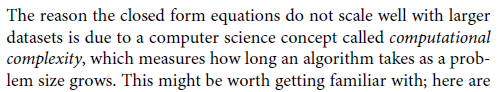 The reason the closed form equations do not scale well with larger
datasets is due to a computer science concept called computational
complexity, which measures how long an algorithm takes as a prob-
lem size grows. This might be worth getting familiar with; here are